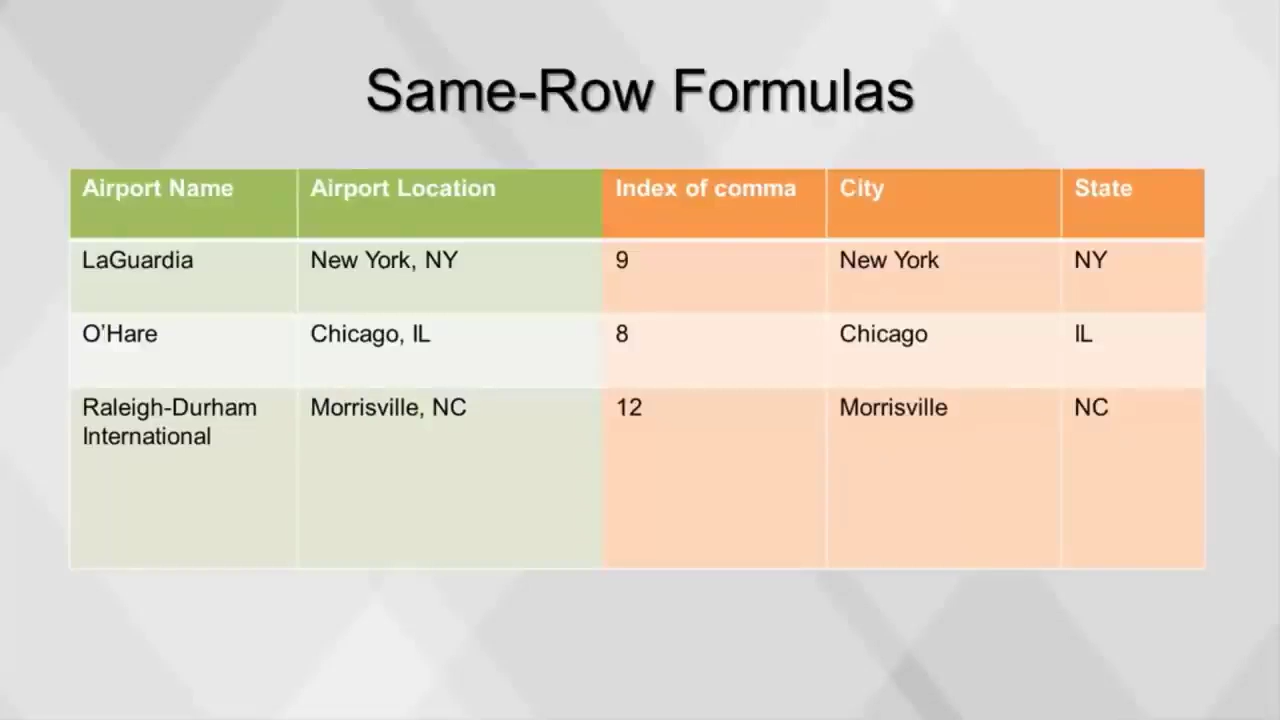 Same-Row Formulas
Airport Name Airport Location Index of comma City State
LaGuardia New York, NY 9 New York NY
O’Hare Chicago, IL 8 Chicago IL
Raleigh-Durham Morrisville, NC 12 Morrisville NC
International